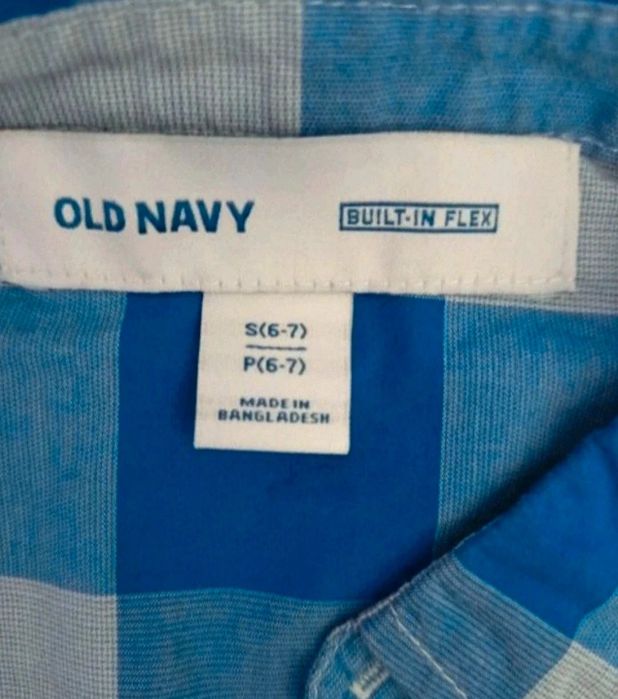 OLD NAVY BUILT-IN FLEX
S(6-7)
P(6-7)
MADE IN
BANGLADESH